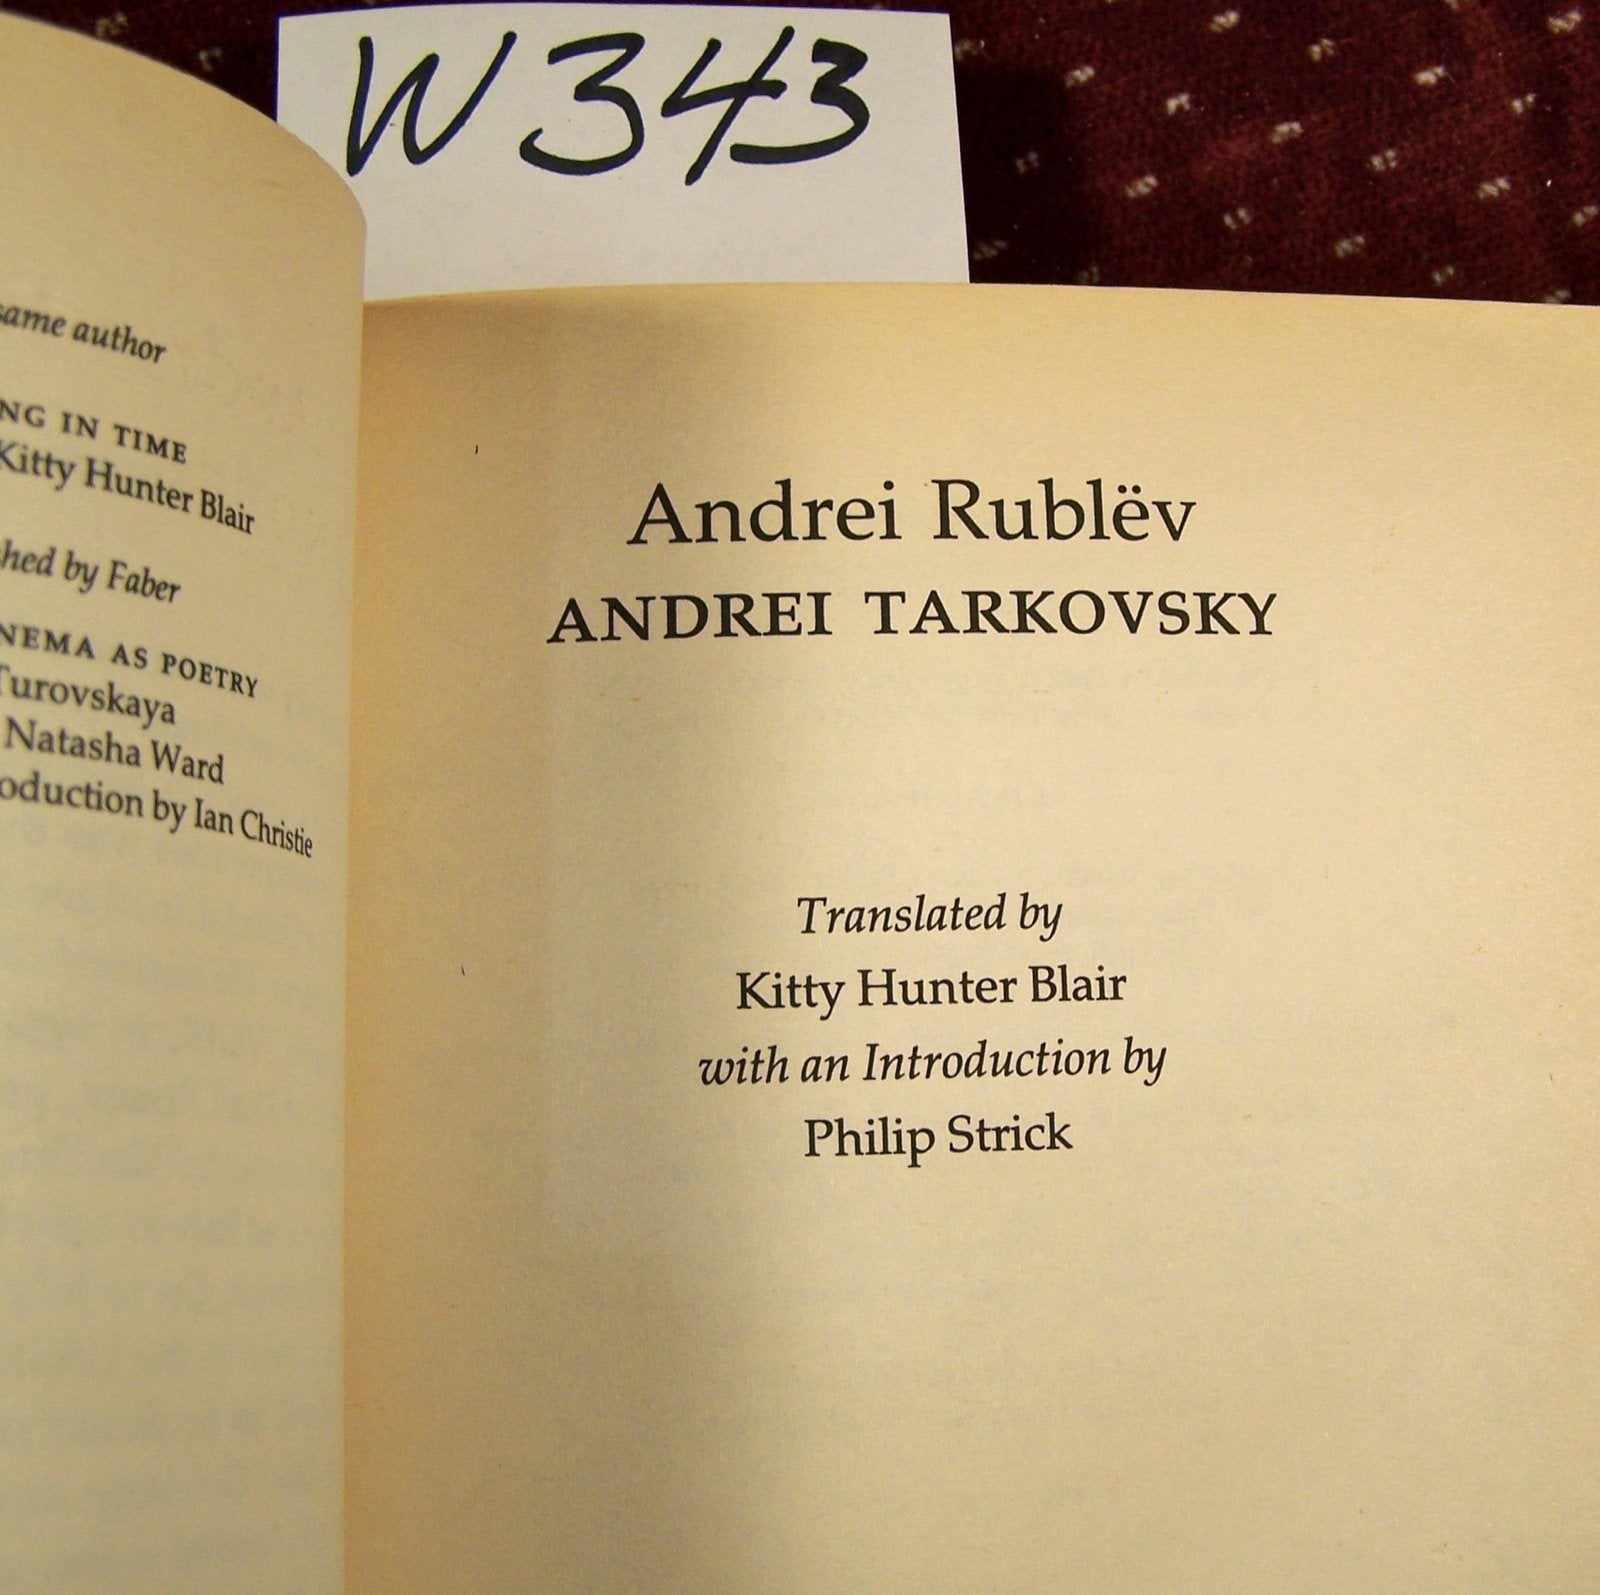 W343
same author
NG IN TIME
Kitty Hunter Blair
hed by Faber
NEMA AS POETRY
Turovskaya
Natasha Ward
oduction by Ian Christie
Andrei Rublëv
ANDREI TARKOVSKY
Translated by
Kitty Hunter Blair
with an Introduction by
Philip Strick